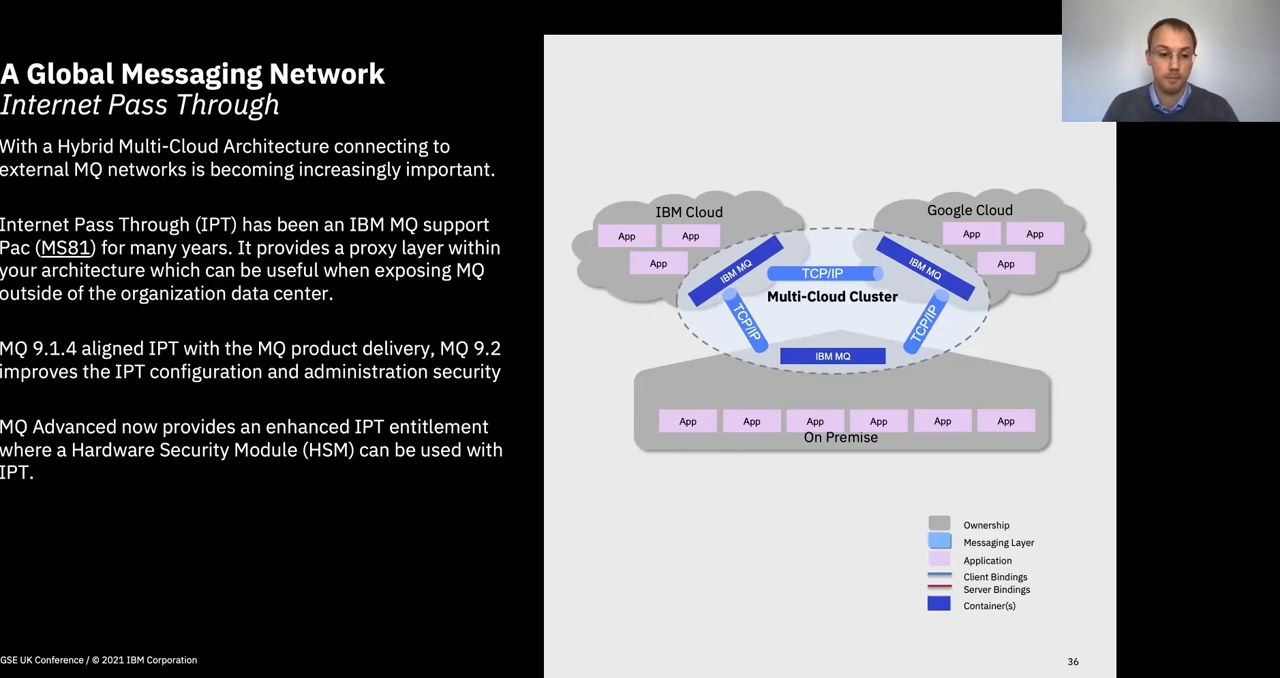 A Global Messaging Network
Internet Pass Through
With a Hybrid Multi-Cloud Architecture connecting to
external MQ networks is becoming increasingly important.
Internet Pass Through (IPT) has been an IBM MQ support
Pac (MS81) for many years. It provides a proxy layer within
your architecture which can be useful when exposing MQ
outside of the organization data center.
MQ 9.1.4 aligned IPT with the MQ product delivery, MQ 9.2
improves the IPT configuration and administration security
MQ Advanced now provides an enhanced IPT entitlement
where a Hardware Security Module (HSM) can be used with
IPT.
IBM Cloud
App App
App
Google Cloud
App App
App
IBM MQ
TCP/IP
IBM MQ
Multi-Cloud Cluster
TCP/IP
TCP/IP
IBM MQ
App App App App App App
On Premise
Ownership
Messaging Layer
Application
Client Bindings
Server Bindings
Container(s)
GSE UK Conference / © 2021 IBM Corporation
36